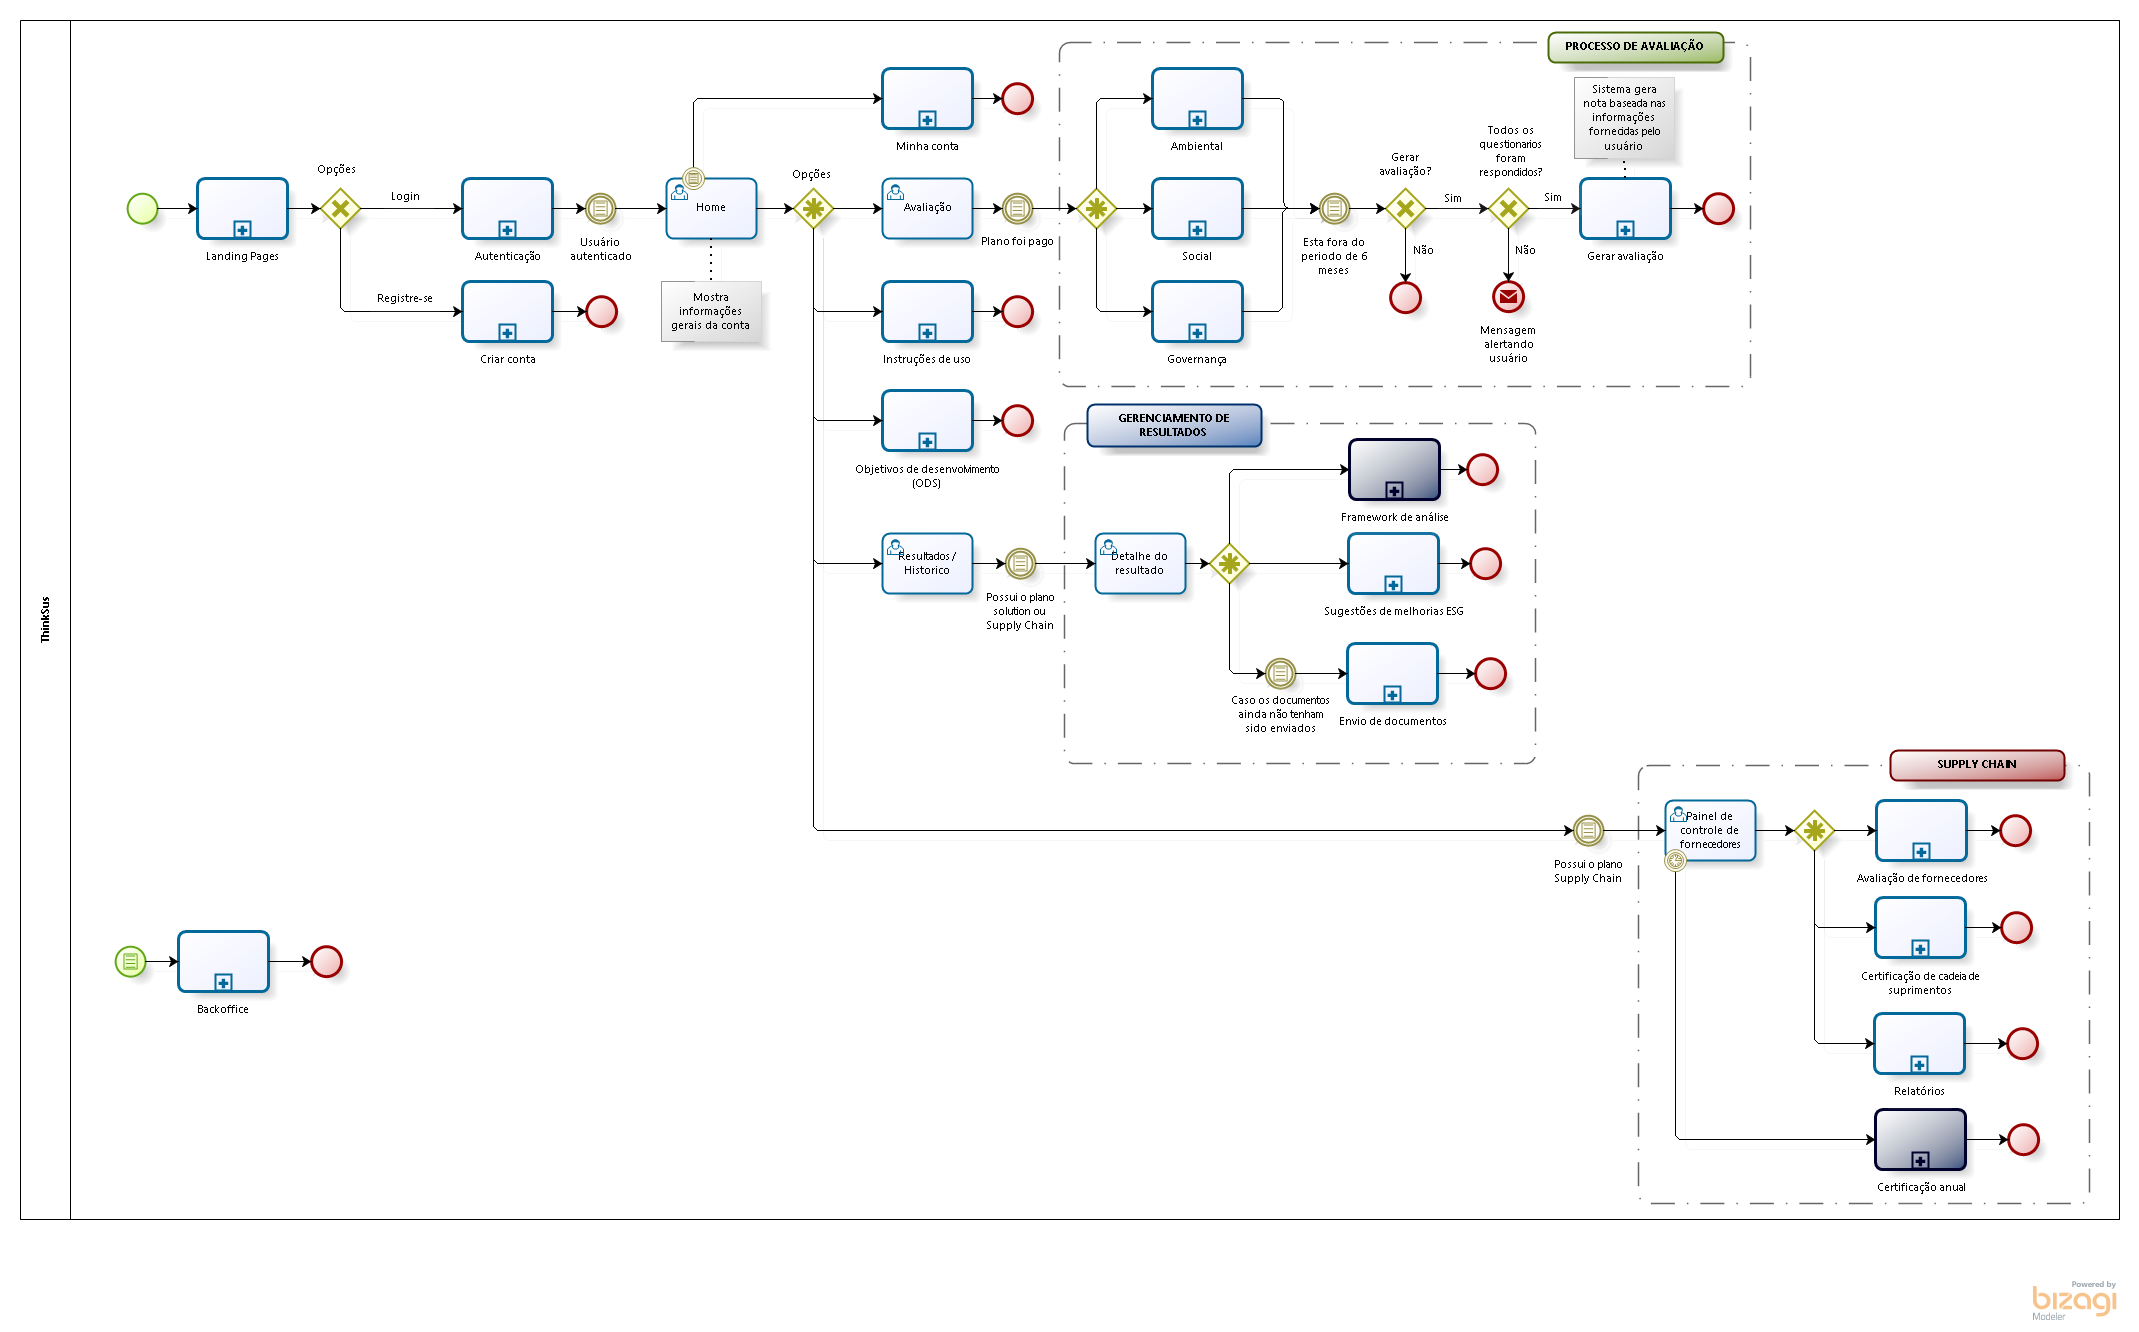 ThinkSus
Landing Pages
Opções
Login
Registre-se
Autenticação
Criar conta
Usuário
autenticado
Home
Mostra
informações
gerais da conta
Opções
Minha conta
Avaliação
Plano foi pago
Instruções de uso
Objetivos de desenvolvimento
(ODS)
Resultados /
Historico
Possui o plano
solution ou
Supply Chain
PROCESSO DE AVALIAÇÃO
Ambiental
Social
Governança
Esta fora do
periodo de 6
meses
Gerar
avaliação?
Sim
Não
Todos os
questionarios
foram
respondidos?
Sim
Não
Mensagem
alertando
usuário
Sistema gera
nota baseada nas
informações
fornecidas pelo
usuário
Gerar avaliação
GERENCIAMENTO DE
RESULTADOS
Detalhe do
resultado
Framework de análise
Sugestões de melhorias ESG
Caso os documentos
ainda não tenham
sido enviados
Envio de documentos
Possui o plano
Supply Chain
SUPPLY CHAIN
Painel de
controle de
fornecedores
Avaliação de fornecedores
Certificação de cadeia de
suprimentos
Relatórios
Certificação anual
Backoffice
Powered by
bizagi
Modeler